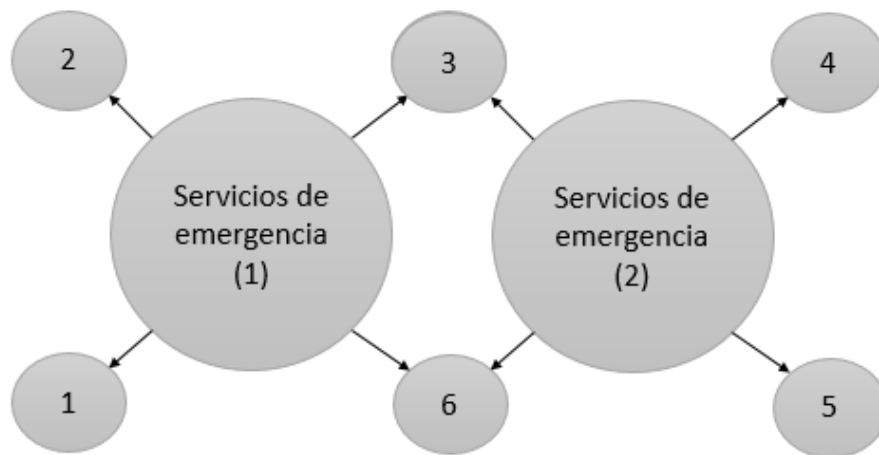 2
3
4
Servicios de
emergencia
(1)
Servicios de
emergencia
(2)
1
6
5